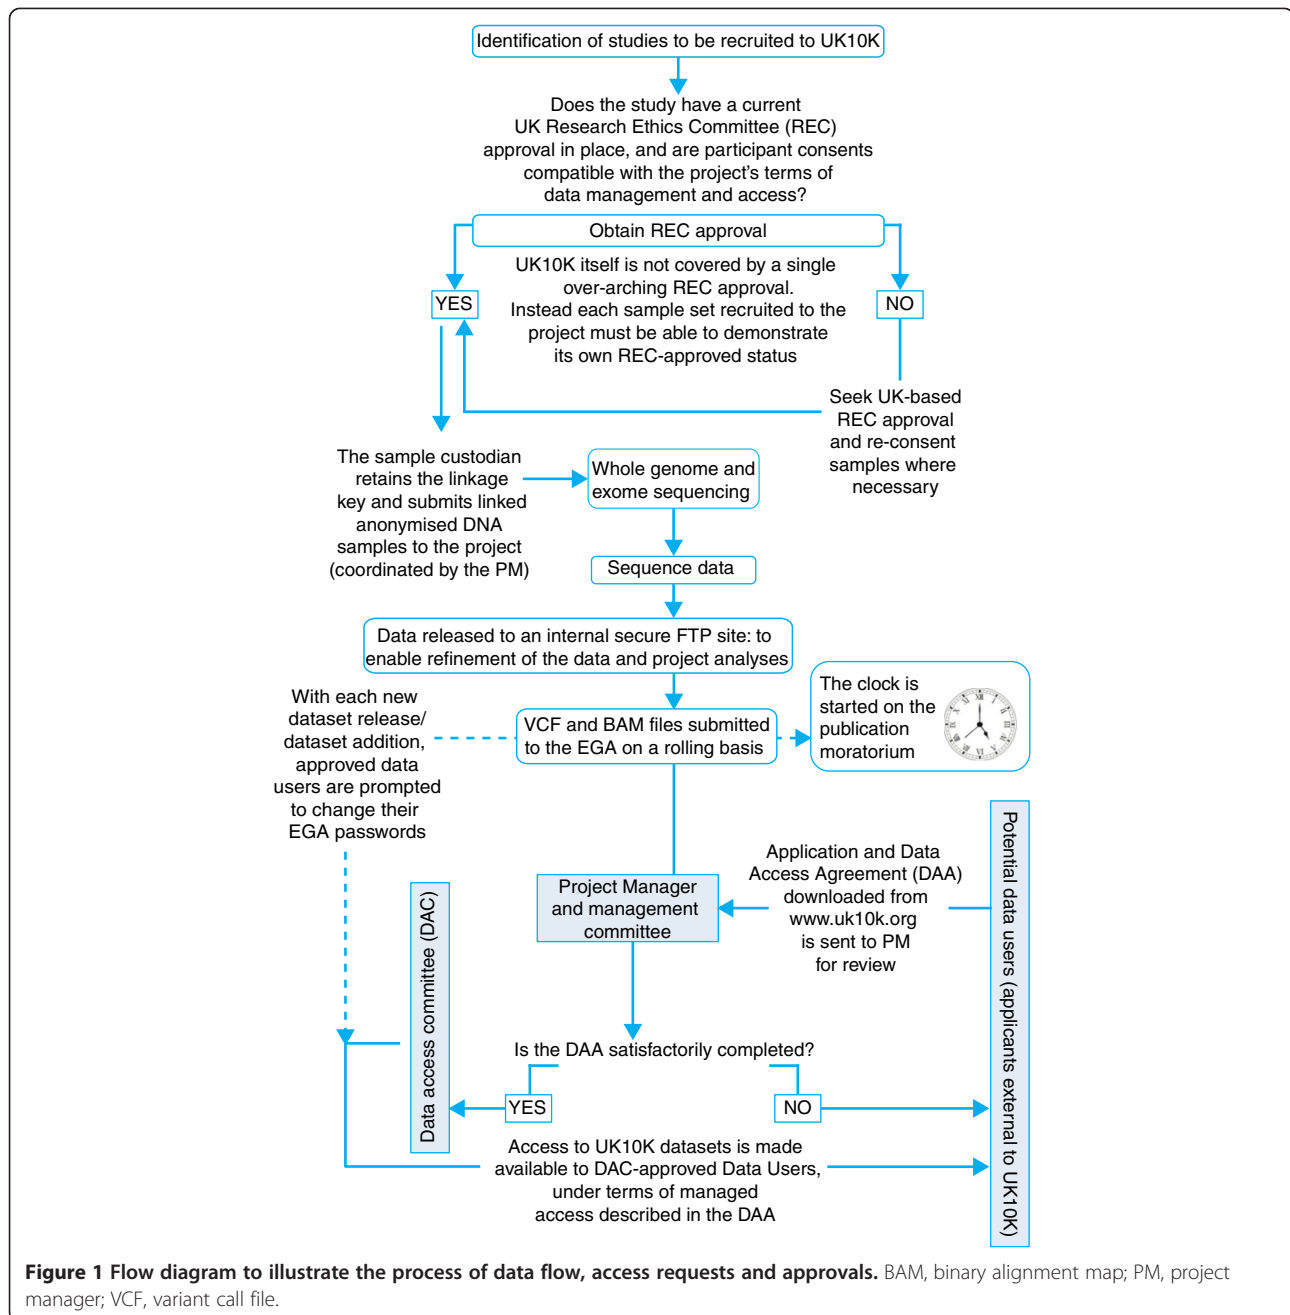 Identification of studies to be recruited to UK10K
Does the study have a current
UK Research Ethics Committee (REC)
approval in place, and are participant consents
compatible with the project's terms of
data management and access?
Obtain REC approval
UK10K itself is not covered by a single
over-arching REC approval.
Instead each sample set recruited to the
project must be able to demonstrate
its own REC-approved status
YES
NO
Seek UK-based
REC approval
and re-consent
samples where
necessary
The sample custodian
retains the linkage
key and submits linked
anonymised DNA
samples to the project
(coordinated by the PM)
Whole genome and
exome sequencing
Sequence data
Data released to an internal secure FTP site: to
enable refinement of the data and project analyses
With each new
dataset release/
dataset addition,
approved data
users are prompted
to change their
EGA passwords
VCF and BAM files submitted
to the EGA on a rolling basis
The clock is
started on the
publication
moratorium
Project Manager
and management
committee
Application and Data
Access Agreement (DAA)
downloaded from
www.uk10k.org
is sent to PM
for review
Potential data users (applicants external to UK10K)
Data access committee (DAC)
Is the DAA satisfactorily completed?
YES
NO
Access to UK10K datasets is made
available to DAC-approved Data Users,
under terms of managed
access described in the DAA
Figure 1 Flow diagram to illustrate the process of data flow, access requests and approvals. BAM, binary alignment map; PM, project
manager; VCF, variant call file.